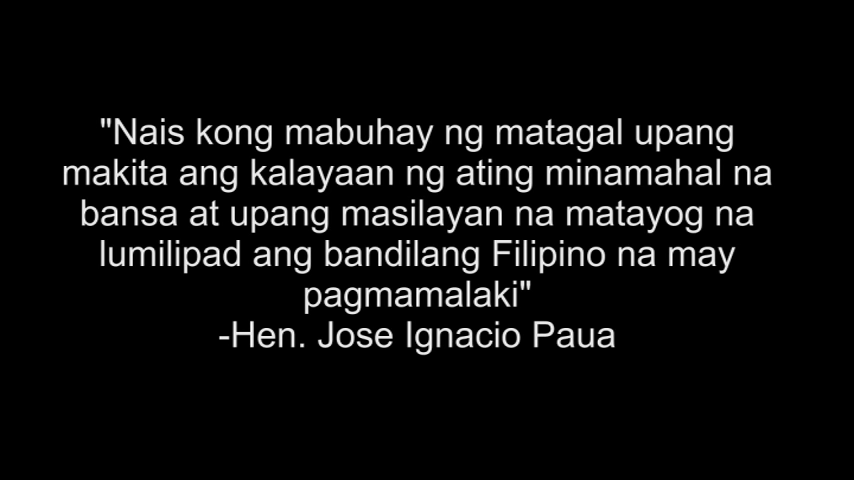 "Nais kong mabuhay ng matagal upang
makita ang kalayaan ng ating minamahal na
bansa at upang masilayan na matayog na
lumilipad ang bandilang Filipino na may
pagmamalaki"
-Hen. Jose Ignacio Paua